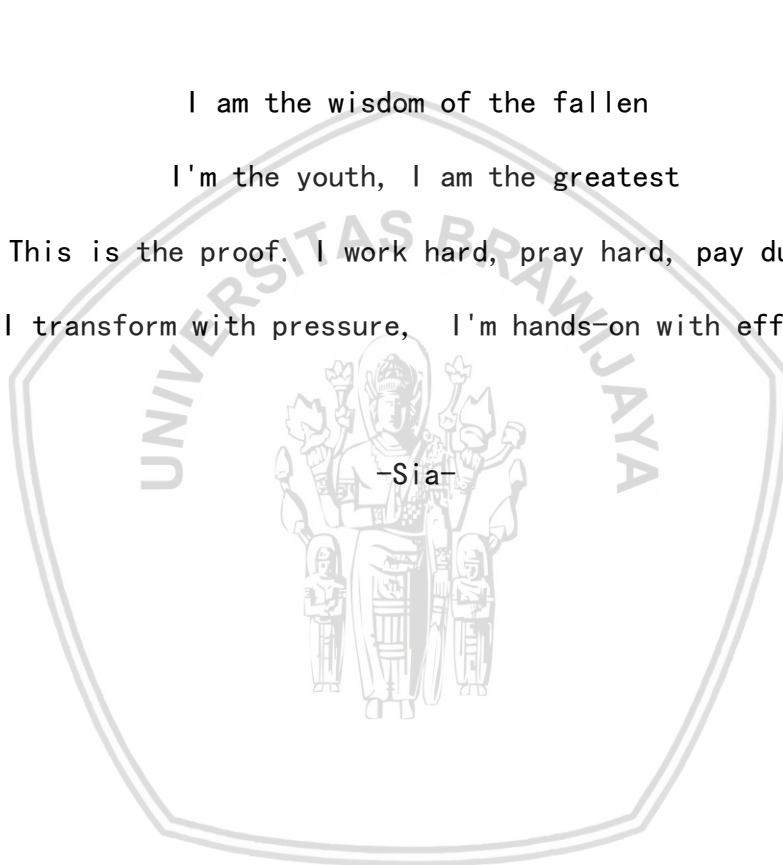 I am the wisdom of the fallen
I'm the youth, I am the greatest
This is the proof. I work hard, pray hard, pay
I transform with pressure, I'm hands-on with
-Sia-
UNIVERSITAS BRAWIJAYA